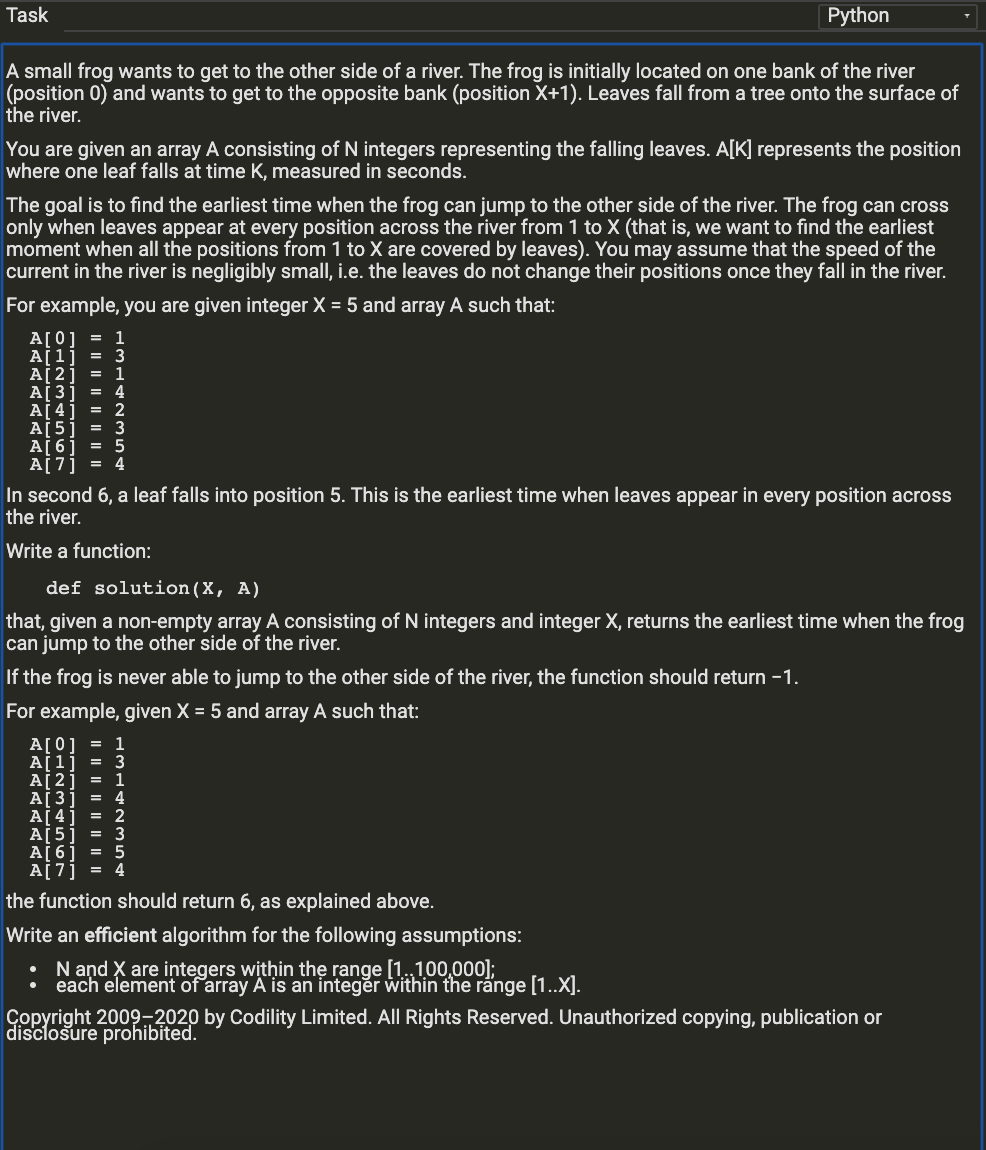 Task
Python
A small frog wants to get to the other side of a river. The frog is initially located on one bank of the river
(position 0) and wants to get to the opposite bank (position X+1). Leaves fall from a tree onto the surface of
the river.
You are given an array A consisting of N integers representing the falling leaves. A[K] represents the position
where one leaf falls at time K, measured in seconds.
The goal is to find the earliest time when the frog can jump to the other side of the river. The frog can cross
only when leaves appear at every position across the river from 1 to X (that is, we want to find the earliest
moment when all the positions from 1 to X are covered by leaves). You may assume that the speed of the
current in the river is negligibly small, i.e. the leaves do not change their positions once they fall in the river.
For example, you are given integer X = 5 and array A such that:
A[0] = 1
A[1] = 3
A[2] = 1
A[3] = 4
A[4] = 2
A[5] = 3
A[6] = 5
A[7] = 4
In second 6, a leaf falls into position 5. This is the earliest time when leaves appear in every position across
the river.
Write a function:
def solution(X, A)
that, given a non-empty array A consisting of N integers and integer X, returns the earliest time when the frog
can jump to the other side of the river.
If the frog is never able to jump to the other side of the river, the function should return −1.
For example, given X = 5 and array A such that:
A[0] = 1
A[1] = 3
A[2] = 1
A[3] = 4
A[4] = 2
A[5] = 3
A[6] = 5
A[7] = 4
the function should return 6, as explained above.
Write an efficient algorithm for the following assumptions:
• N and X are integers within the range [1..100,000];
• each element of array A is an integer within the range [1..X].
Copyright 2009–2020 by Codility Limited. All Rights Reserved. Unauthorized copying, publication or
disclosure prohibited.